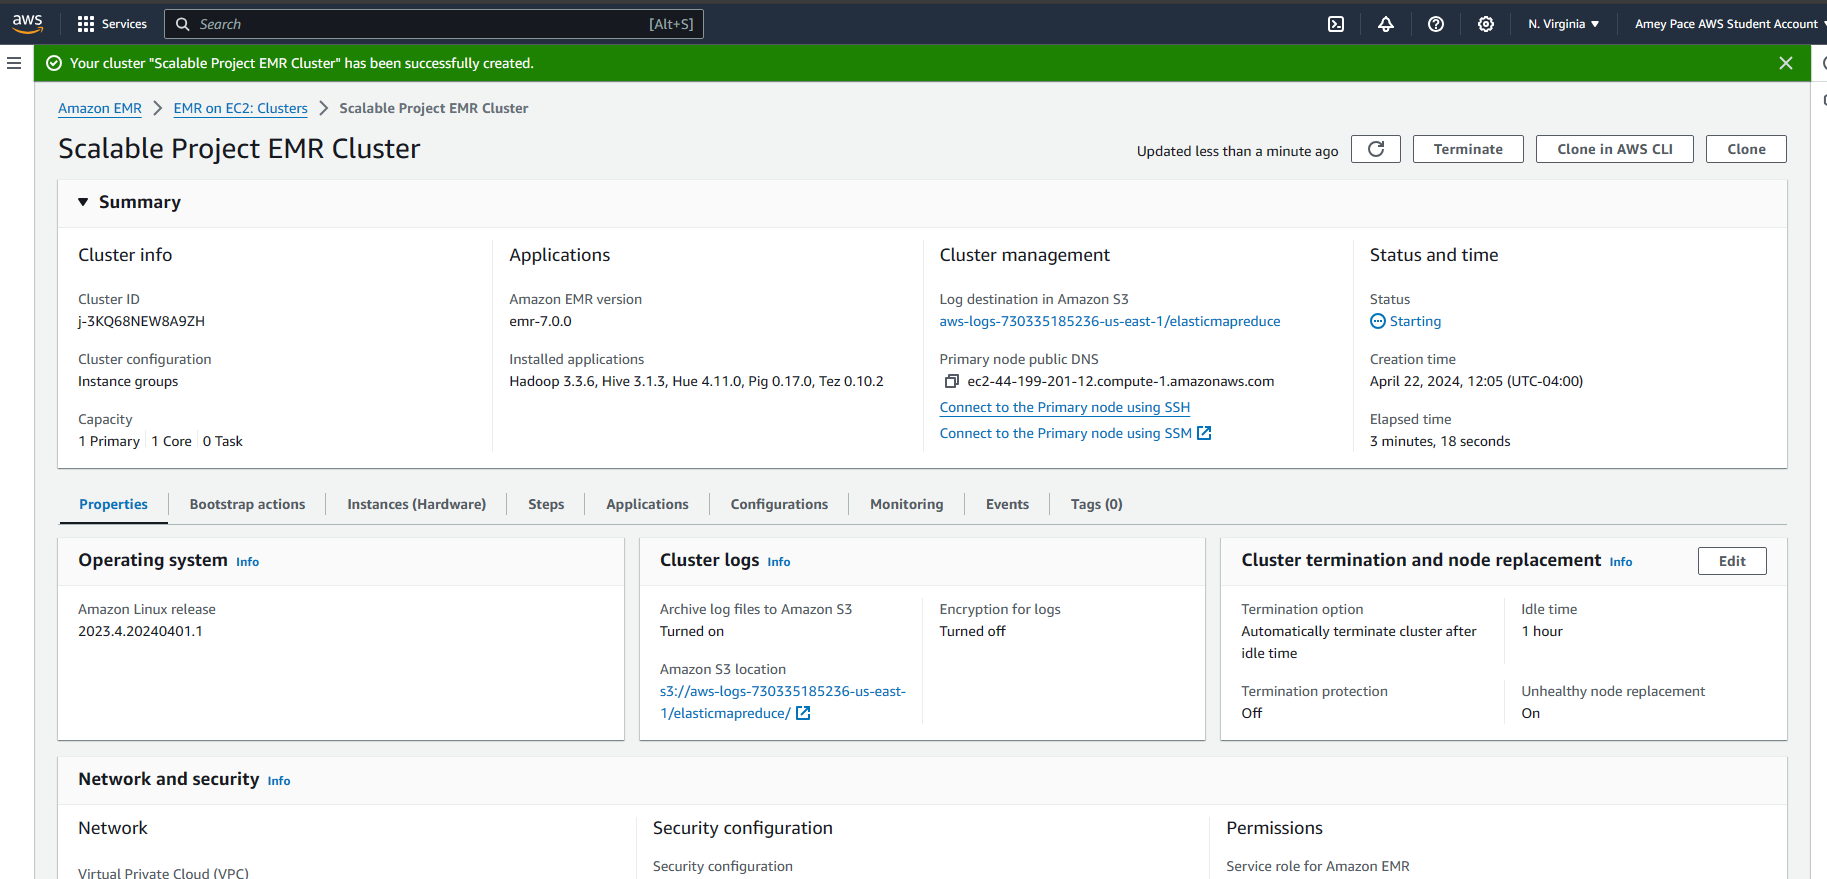 aws
Services
Search
[Alt+S]
N. Virginia
Amey Pace AWS Student Account
Your cluster "Scalable Project EMR Cluster" has been successfully created.
Amazon EMR
EMR on EC2: Clusters
Scalable Project EMR Cluster
Scalable Project EMR Cluster
Updated less than a minute ago
Terminate
Clone in AWS CLI
Clone
Summary
Cluster info
Cluster ID
j-3KQ68NEW8A9ZH
Cluster configuration
Instance groups
Capacity
1 Primary 1 Core 0 Task
Applications
Amazon EMR version
emr-7.0.0
Installed applications
Hadoop 3.3.6, Hive 3.1.3, Hue 4.11.0, Pig 0.17.0, Tez 0.10.2
Cluster management
Log destination in Amazon S3
aws-logs-730335185236-us-east-1/elasticmapreduce
Primary node public DNS
ec2-44-199-201-12.compute-1.amazonaws.com
Connect to the Primary node using SSH
Connect to the Primary node using SSM
Status and time
Status
Starting
Creation time
April 22, 2024, 12:05 (UTC-04:00)
Elapsed time
3 minutes, 18 seconds
Properties
Bootstrap actions
Instances (Hardware)
Steps
Applications
Configurations
Monitoring
Events
Tags (0)
Operating system Info
Amazon Linux release
2023.4.20240401.1
Cluster logs Info
Archive log files to Amazon S3
Turned on
Amazon S3 location
s3://aws-logs-730335185236-us-east-
1/elasticmapreduce/
Encryption for logs
Turned off
Cluster termination and node replacement Info
Edit
Termination option
Automatically terminate cluster after
idle time
Idle time
1 hour
Termination protection
Off
Unhealthy node replacement
On
Network and security Info
Network
Virtual Private Cloud (VPC)
Security configuration
Security configuration
Permissions
Service role for Amazon EMR